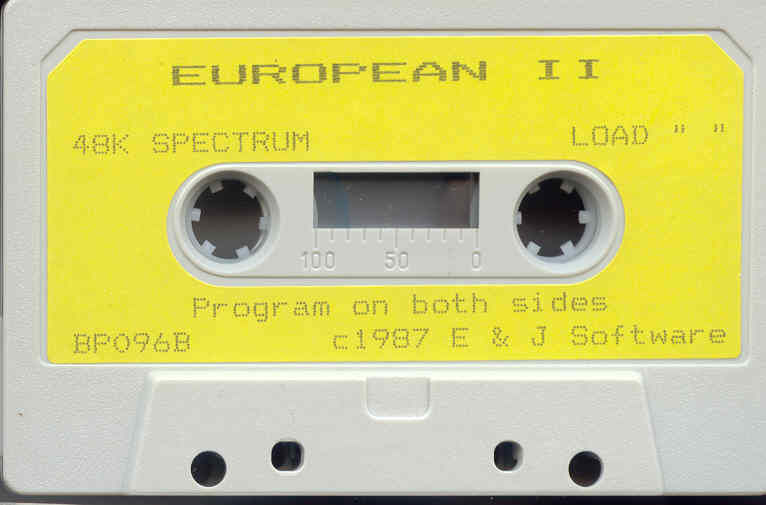 EUROPEAN II
48K SPECTRUM LOAD " "
100 50 0
Program on both sides
BP096B c1987 E & J Software